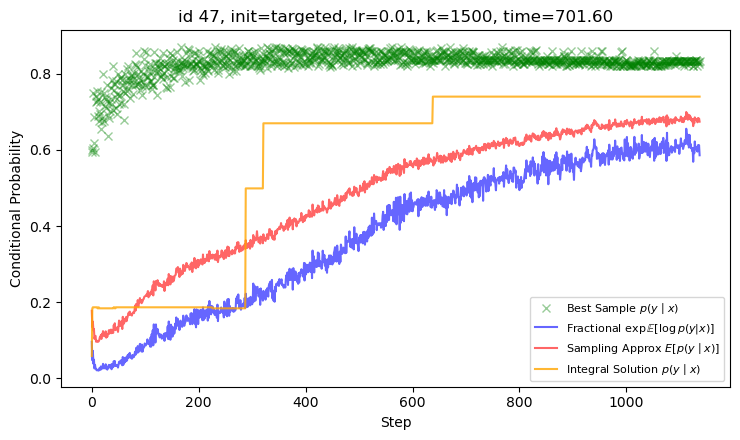 id 47, init=targeted, lr=0.01, k=1500, time=701.60
Conditional Probability
0.8
0.6
0.4
0.2
0.0
Best Sample p(y | x)
Fractional exp 𝔼[log p(y|x)]
Sampling Approx E[p(y | x)]
Integral Solution p(y | x)
0
200
400
600
800
1000
Step